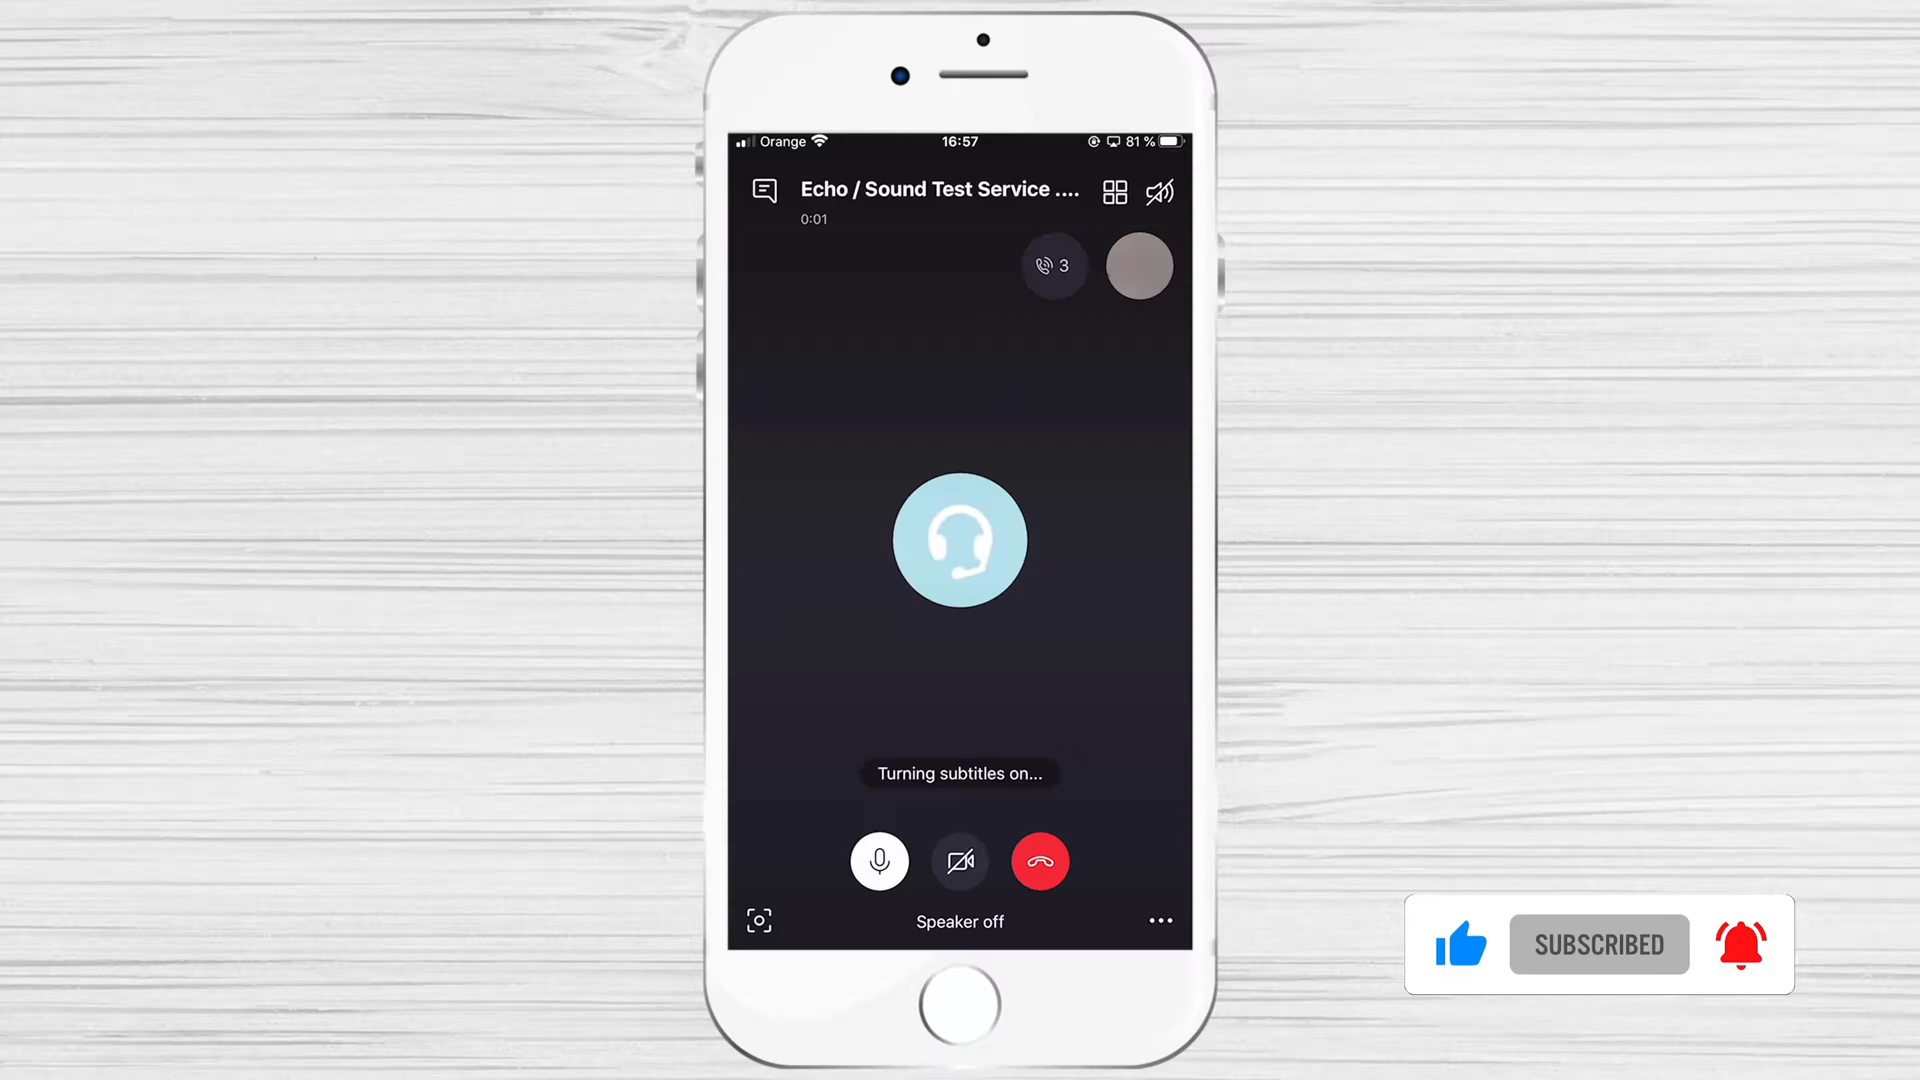 Orange
16:57
81 %
Echo / Sound Test Service ....
0:01
3
Turning subtitles on...
Speaker off
SUBSCRIBED